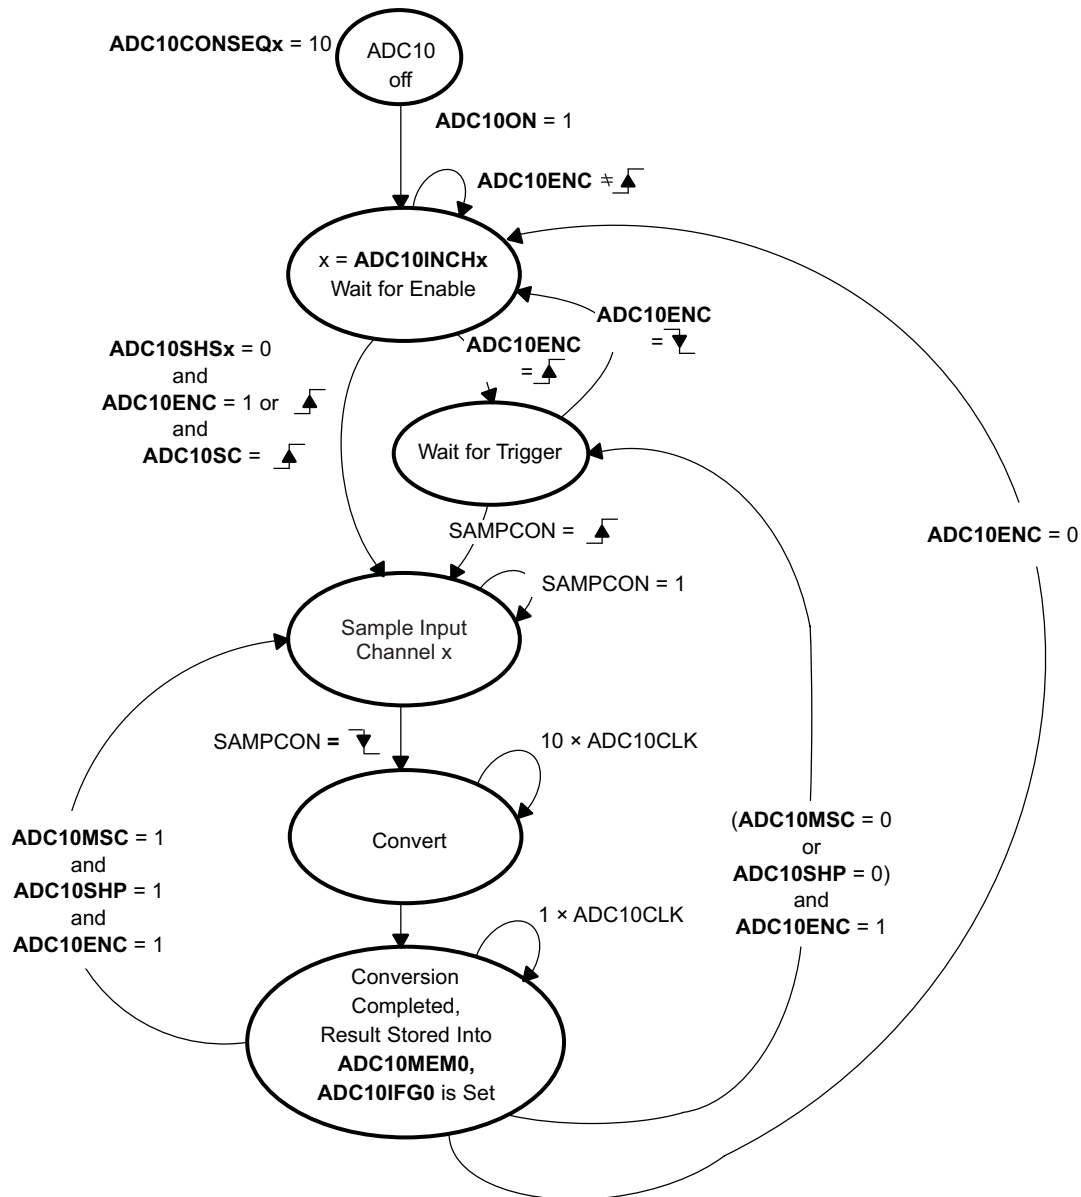 ADC10CONSEQx = 10
ADC10
off
ADC10ON = 1
ADC10ENC ≠
x = ADC10INCHx
Wait for Enable
ADC10ENC
=
ADC10ENC
=
ADC10SHSx = 0
and
ADC10ENC = 1 or
and
ADC10SC =
Wait for Trigger
SAMPCON =
ADC10ENC = 0
SAMPCON = 1
Sample Input
Channel x
SAMPCON =
10 × ADC10CLK
Convert
ADC10MSC = 1
and
ADC10SHP = 1
and
ADC10ENC = 1
(ADC10MSC = 0
or
ADC10SHP = 0)
and
ADC10ENC = 1
1 × ADC10CLK
Conversion
Completed,
Result Stored Into
ADC10MEM0,
ADC10IFG0 is Set